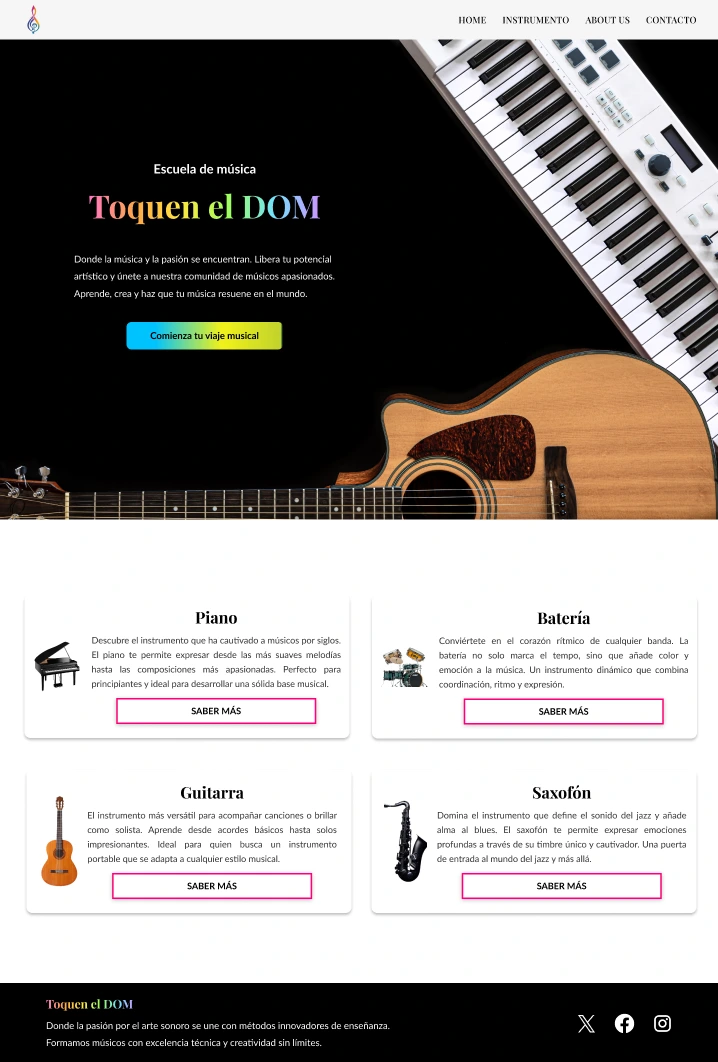 HOME INSTRUMENTO ABOUT US CONTACTO
Escuela de música
Toquen el DOM
Donde la música y la pasión se encuentran. Libera tu potencial
artístico y únete a nuestra comunidad de músicos apasionados.
Aprende, crea y haz que tu música resuene en el mundo.
Comienza tu viaje musical
Piano
Descubre el instrumento que ha cautivado a músicos por siglos.
El piano te permite expresar desde las más suaves melodías
hasta las composiciones más apasionadas. Perfecto para
principiantes y ideal para desarrollar una sólida base musical.
SABER MÁS
Batería
Conviértete en el corazón rítmico de cualquier banda. La
batería no solo marca el tempo, sino que añade color y
emoción a la música. Un instrumento dinámico que combina
coordinación, ritmo y expresión.
SABER MÁS
Guitarra
El instrumento más versátil para acompañar canciones o brillar
como solista. Aprende desde acordes básicos hasta solos
impresionantes. Ideal para quien busca un instrumento
portable que se adapta a cualquier estilo musical.
SABER MÁS
Saxofón
Domina el instrumento que define el sonido del jazz y añade
alma al blues. El saxofón te permite expresar emociones
profundas a través de su timbre único y cautivador. Una puerta
de entrada al mundo del jazz y más allá.
SABER MÁS
Toquen el DOM
Donde la pasión por el arte sonoro se une con métodos innovadores de enseñanza.
Formamos músicos con excelencia técnica y creatividad sin límites.